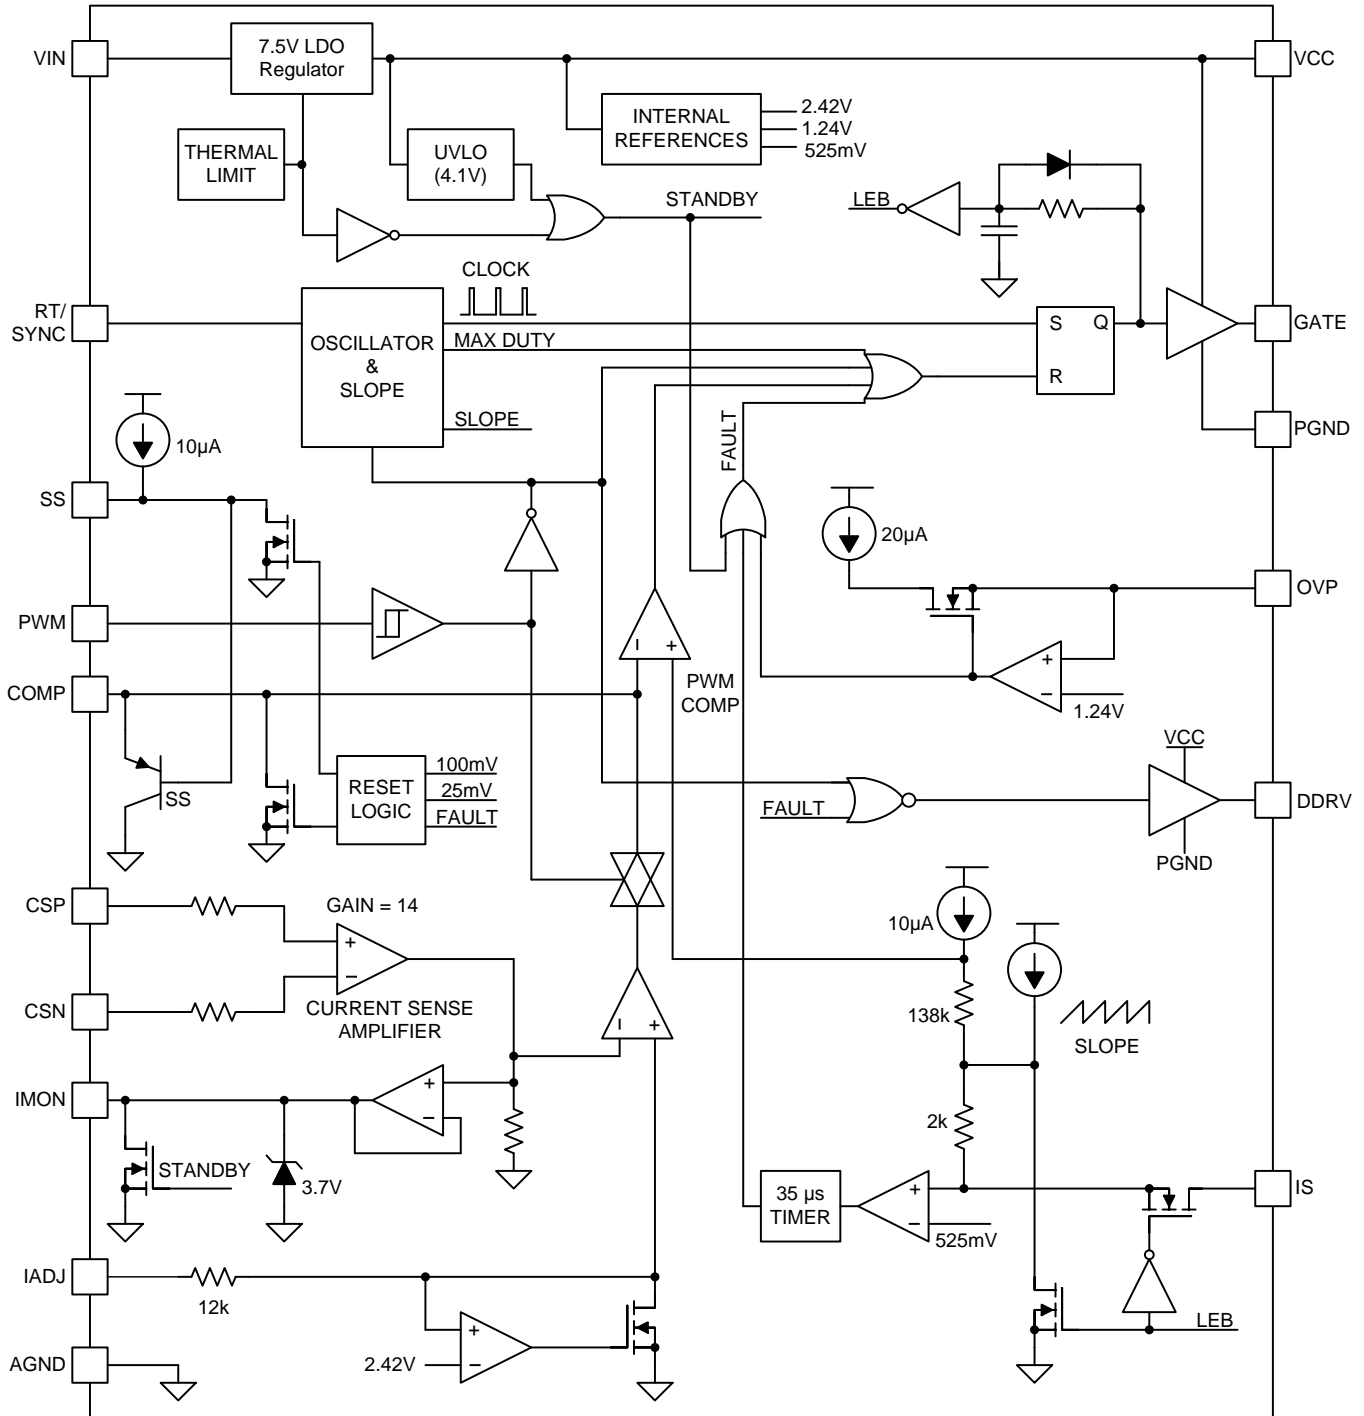 VIN
7.5V LDO
Regulator
VCC
THERMAL
LIMIT
UVLO
(4.1V)
INTERNAL
REFERENCES
2.42V
1.24V
525mV
STANDBY
LEB
CLOCK
RT/
SYNC
OSCILLATOR
&
SLOPE
MAX DUTY
SLOPE
S
Q
R
GATE
PGND
10µA
FAULT
SS
20µA
OVP
PWM
COMP
–
+
PWM
COMP
+
–
1.24V
SS
RESET
LOGIC
100mV
25mV
FAULT
FAULT
VCC
PGND
DDRV
CSP
GAIN = 14
+
–
CSN
CURRENT SENSE
AMPLIFIER
–
+
10µA
138k
SLOPE
IMON
+
–
2k
STANDBY
3.7V
35 µs
TIMER
+
–
525mV
IS
IADJ
12k
LEB
+
–
2.42V
AGND